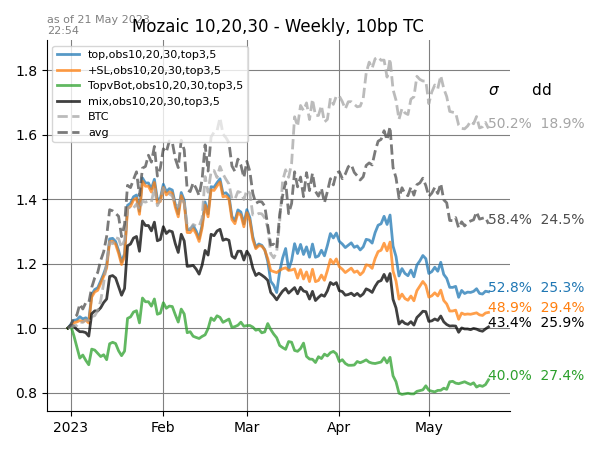 as of 21 May 2023
22:54
Mozaic 10,20,30 - Weekly, 10bp TC
top,obs10,20,30,top3,5
+SL,obs10,20,30,top3,5
TopvBot,obs10,20,30,top3,5
mix,obs10,20,30,top3,5
BTC
avg
σ dd
50.2% 18.9%
58.4% 24.5%
52.8% 25.3%
48.9% 29.4%
43.4% 25.9%
40.0% 27.4%
1.8
1.6
1.4
1.2
1.0
0.8
2023 Feb Mar Apr May